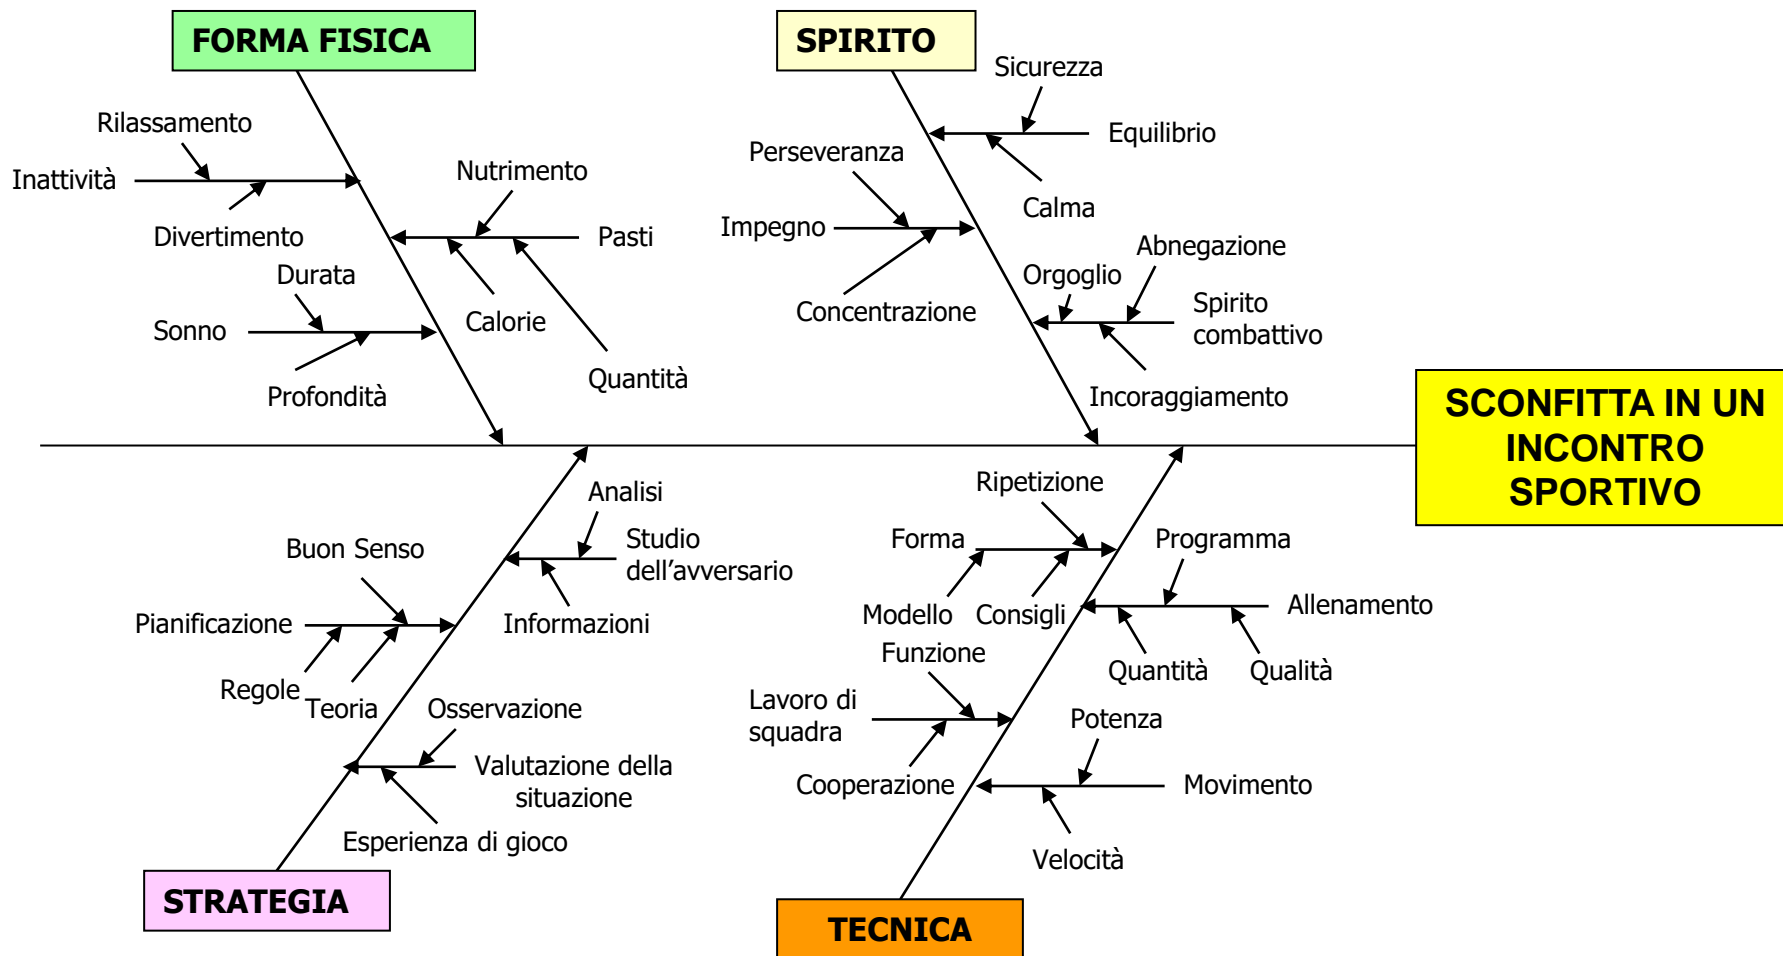 FORMA FISICA
SPIRITO
Sicurezza
Rilassamento
Equilibrio
Perseveranza
Inattività
Nutrimento
Calma
Divertimento
Pasti
Impegno
Abnegazione
Durata
Orgoglio
Spirito
combattivo
Sonno
Calorie
Concentrazione
Quantità
Profondità
Incoraggiamento
SCONFITTA IN UN
INCONTRO
SPORTIVO
Analisi
Ripetizione
Buon Senso
Studio
dell’avversario
Forma
Programma
Pianificazione
Informazioni
Modello
Consigli
Allenamento
Regole
Teoria
Funzione
Quantità
Qualità
Osservazione
Lavoro di
squadra
Potenza
Valutazione della
situazione
Cooperazione
Movimento
Esperienza di gioco
Velocità
STRATEGIA
TECNICA